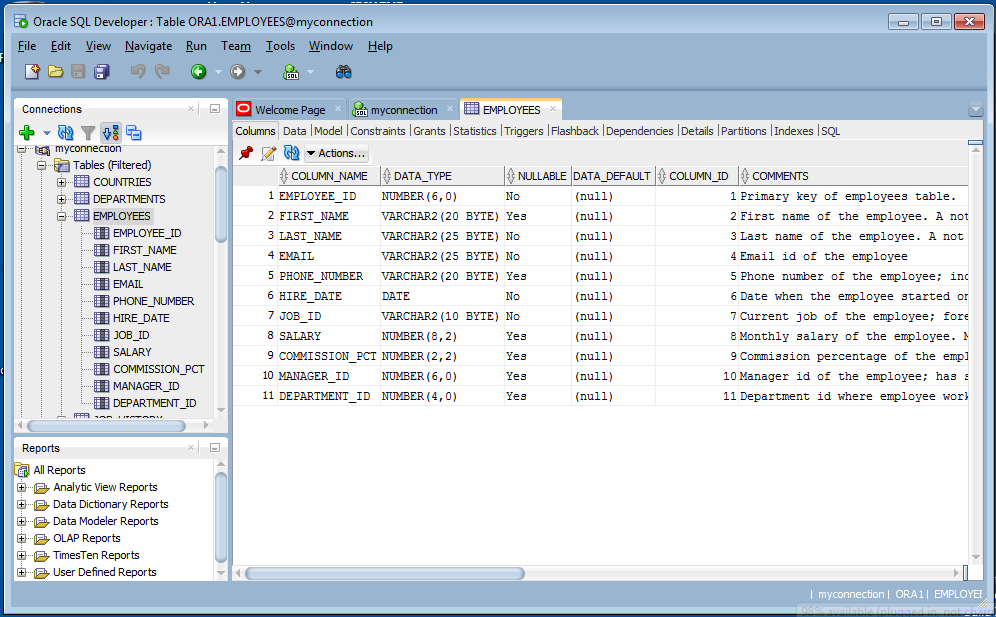 Oracle SQL Developer : Table ORA1.EMPLOYEES@myconnection
File Edit View Navigate Run Team Tools Window Help
Connections
myconnection
Tables (Filtered)
COUNTRIES
DEPARTMENTS
EMPLOYEES
EMPLOYEE_ID
FIRST_NAME
LAST_NAME
EMAIL
PHONE_NUMBER
HIRE_DATE
JOB_ID
SALARY
COMMISSION_PCT
MANAGER_ID
DEPARTMENT_ID
JOB_HISTORY
Reports
All Reports
Analytic View Reports
Data Dictionary Reports
Data Modeler Reports
OLAP Reports
TimesTen Reports
User Defined Reports
Welcome Page myconnection EMPLOYEES
Columns Data Model Constraints Grants Statistics Triggers Flashback Dependencies Details Partitions Indexes SQL
Actions...
COLUMN_NAME DATA_TYPE NULLABLE DATA_DEFAULT COLUMN_ID COMMENTS
1 EMPLOYEE_ID NUMBER(6,0) No (null) 1 Primary key of employees table.
2 FIRST_NAME VARCHAR2(20 BYTE) Yes (null) 2 First name of the employee. A not
3 LAST_NAME VARCHAR2(25 BYTE) No (null) 3 Last name of the employee. A not
4 EMAIL VARCHAR2(25 BYTE) No (null) 4 Email id of the employee
5 PHONE_NUMBER VARCHAR2(20 BYTE) Yes (null) 5 Phone number of the employee; inc
6 HIRE_DATE DATE No (null) 6 Date when the employee started on
7 JOB_ID VARCHAR2(10 BYTE) No (null) 7 Current job of the employee; fore
8 SALARY NUMBER(8,2) Yes (null) 8 Monthly salary of the employee. M
9 COMMISSION_PCT NUMBER(2,2) Yes (null) 9 Commission percentage of the empl
10 MANAGER_ID NUMBER(6,0) Yes (null) 10 Manager id of the employee; has s
11 DEPARTMENT_ID NUMBER(4,0) Yes (null) 11 Department id where employee work
myconnection | ORA1 | EMPLOYEE
98% available (plugged in, not char